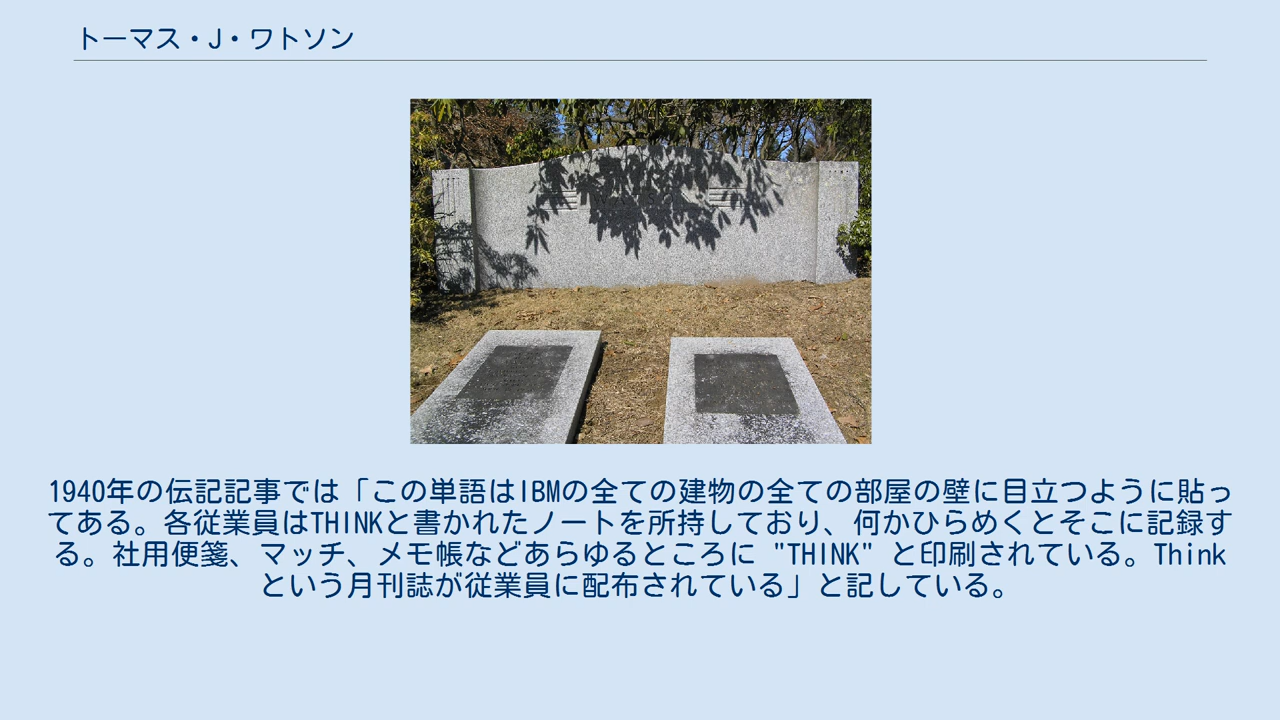 トーマス・J・ワトソン
1940年の伝記記事では「この単語はIBMの全ての建物の全ての部屋の壁に目立つように貼っ
てある。各従業員はTHINKと書かれたノートを所持しており、何かひらめくとそこに記録す
る。社用便箋、マッチ、メモ帳などあらゆるところに "THINK" と印刷されている。Think
という月刊誌が従業員に配布されている」と記している。